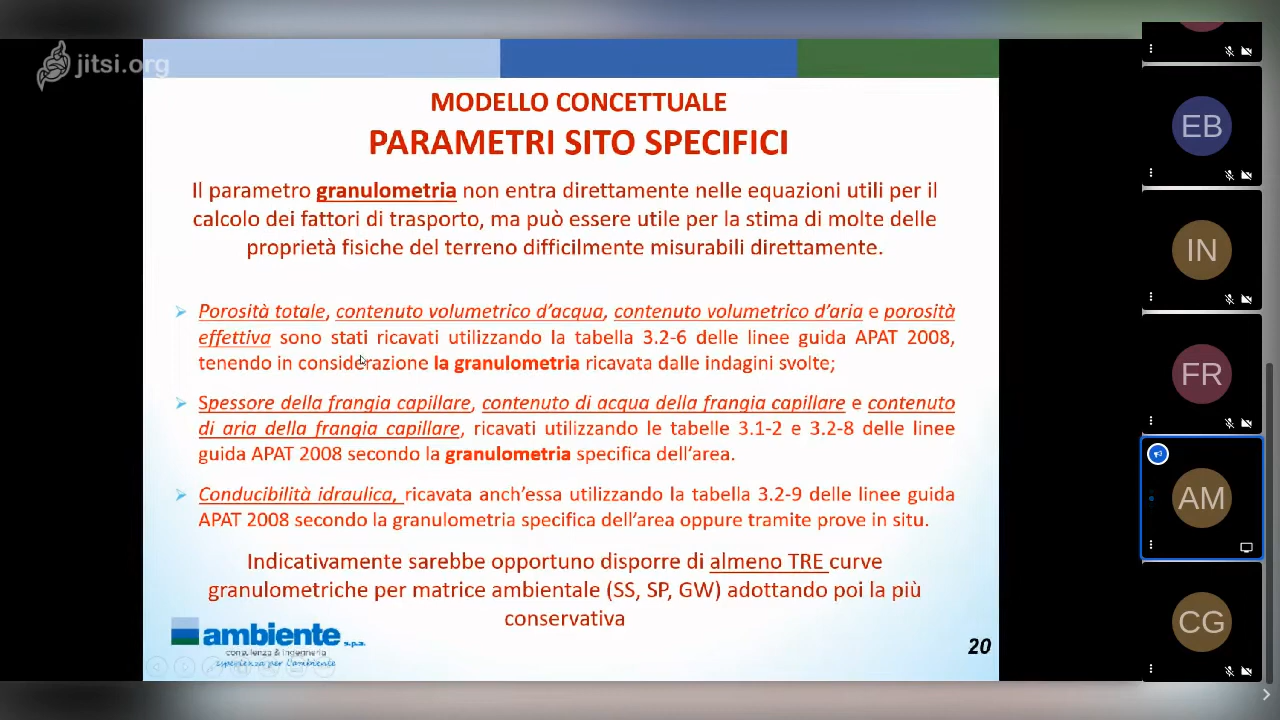 jitsi.org
MODELLO CONCETTUALE
PARAMETRI SITO SPECIFICI
Il parametro granulometria non entra direttamente nelle equazioni utili per il
calcolo dei fattori di trasporto, ma può essere utile per la stima di molte delle
proprietà fisiche del terreno difficilmente misurabili direttamente.
Porosità totale, contenuto volumetrico d'acqua, contenuto volumetrico d'aria e porosità
effettiva sono stati ricavati utilizzando la tabella 3.2-6 delle linee guida APAT 2008,
tenendo in considerazione la granulometria ricavata dalle indagini svolte;
Spessore della frangia capillare, contenuto di acqua della frangia capillare e contenuto
di aria della frangia capillare, ricavati utilizzando le tabelle 3.1-2 e 3.2-8 delle linee
guida APAT 2008 secondo la granulometria specifica dell'area.
Conducibilità idraulica, ricavata anch'essa utilizzando la tabella 3.2-9 delle linee guida
APAT 2008 secondo la granulometria specifica dell'area oppure tramite prove in situ.
Indicativamente sarebbe opportuno disporre di almeno TRE curve
granulometriche per matrice ambientale (SS, SP, GW) adottando poi la più
conservativa
ambiente s.p.a.
consulenza & ingegneria
esperienza per l'ambiente
20
EB
IN
FR
AM
CG